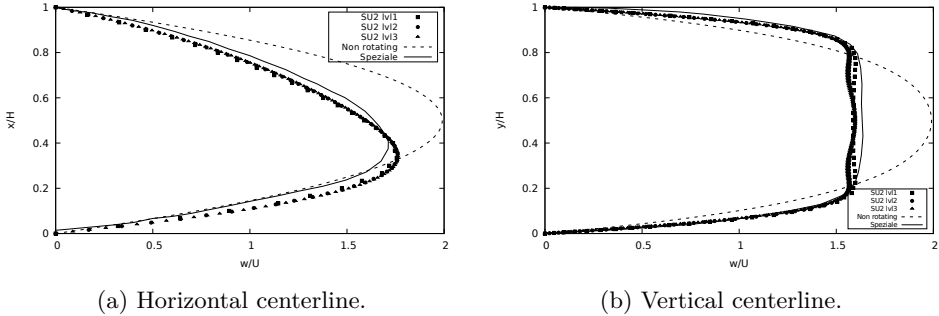 SU2 lvl1
SU2 lvl2
SU2 lvl3
Non rotating
Speziale
1
0.8
0.6
0.4
0.2
0
x/H
0 0.5 1 1.5 2
w/U
(a) Horizontal centerline.
1
0.8
0.6
0.4
0.2
0
y/H
SU2 lvl1
SU2 lvl2
SU2 lvl3
Non rotating
Speziale
0 0.5 1 1.5 2
w/U
(b) Vertical centerline.